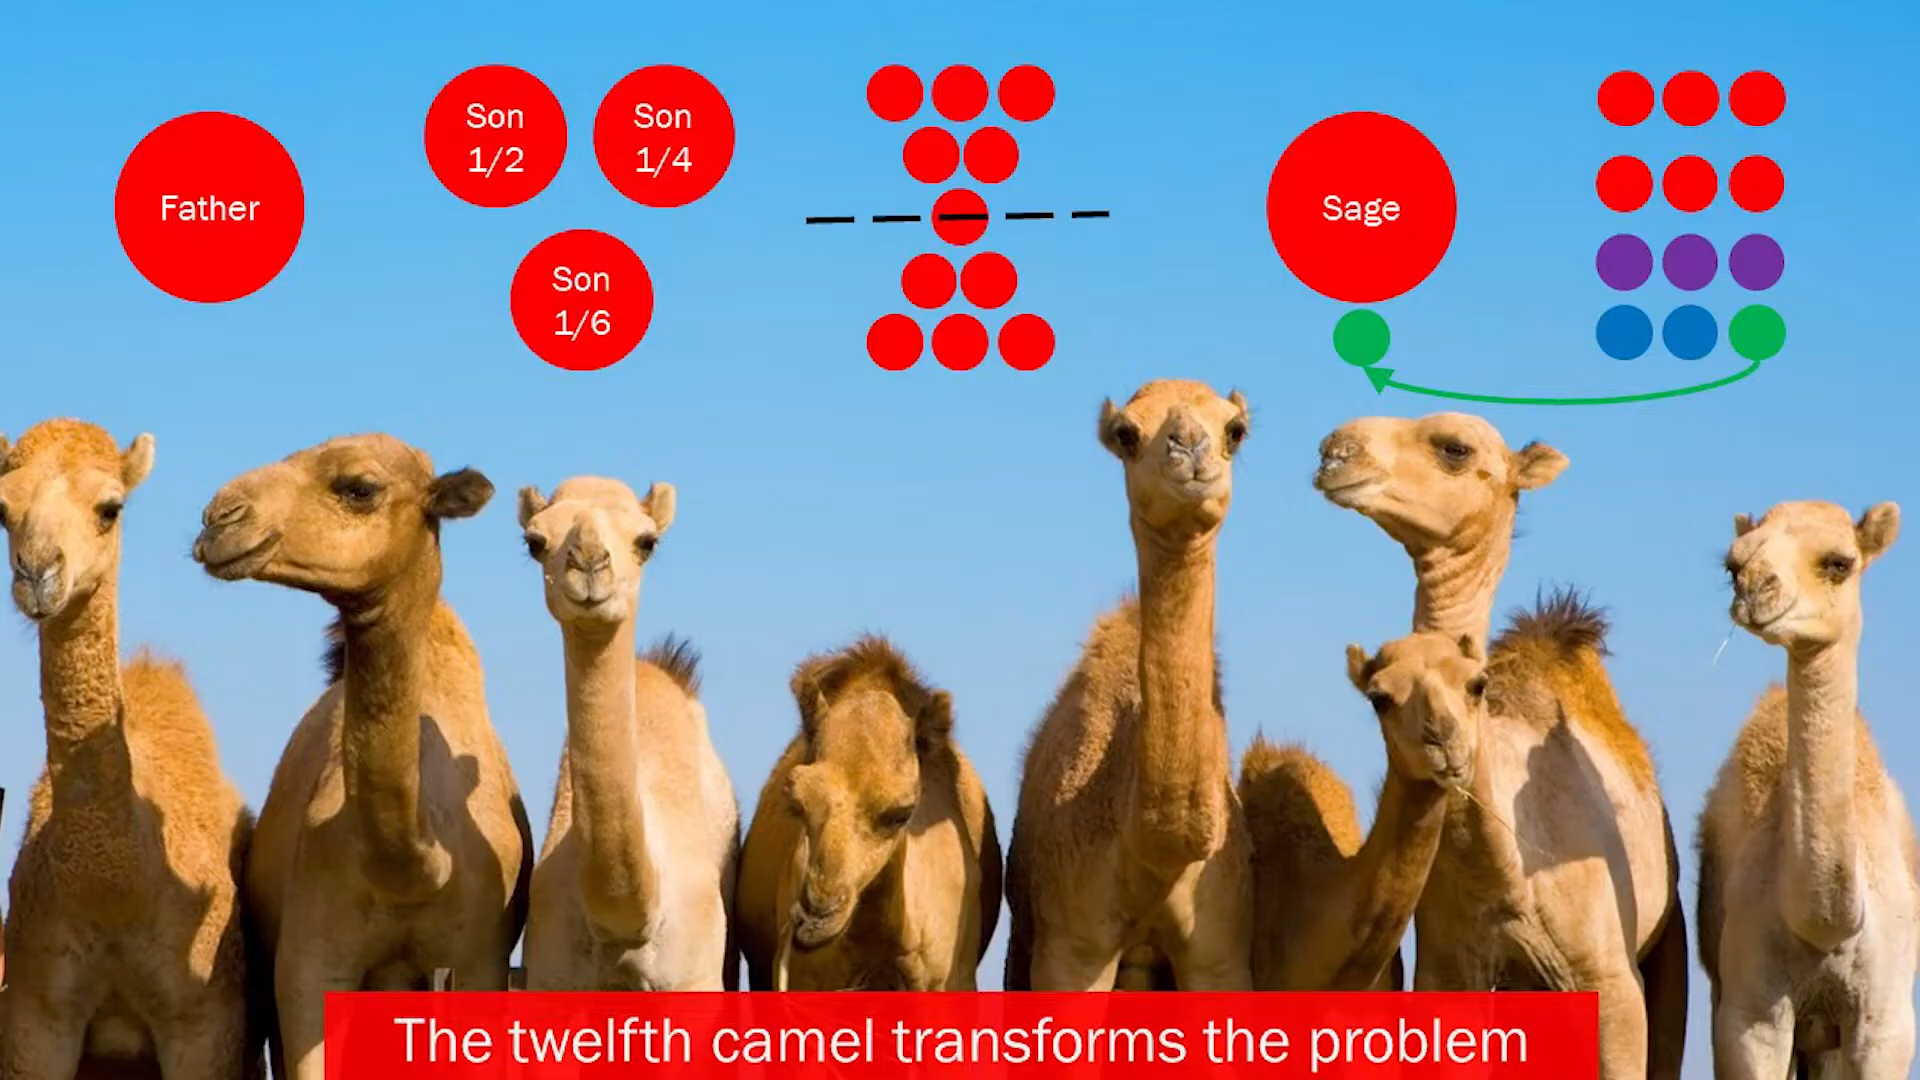 Father
Son
1/2
Son
1/4
Son
1/6
Sage
The twelfth camel transforms the problem